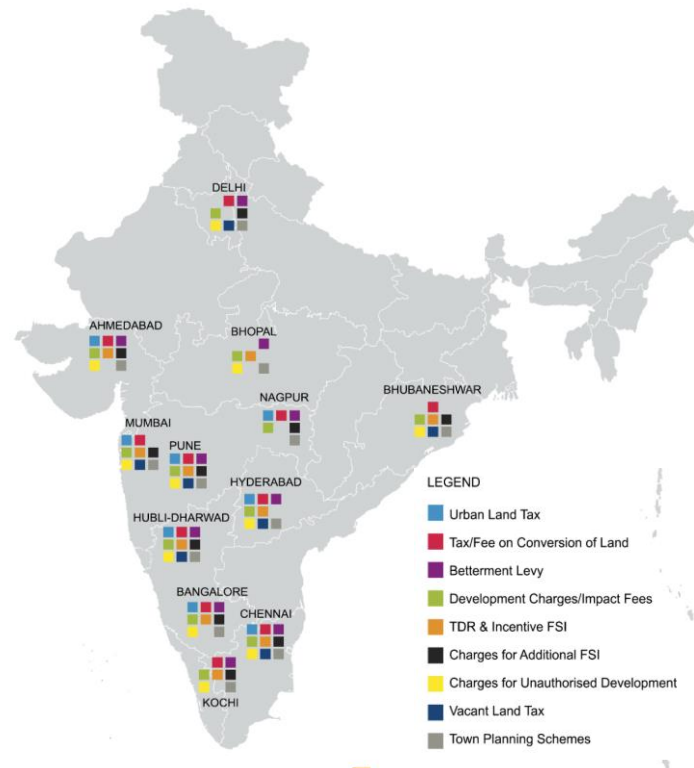 DELHI
AHMEDABAD
BHOPAL
NAGPUR
BHUBANESHWAR
MUMBAI
PUNE
HYDERABAD
HUBLI-DHARWAD
BANGALORE
CHENNAI
KOCHI
LEGEND
Urban Land Tax
Tax/Fee on Conversion of Land
Betterment Levy
Development Charges/Impact Fees
TDR & Incentive FSI
Charges for Additional FSI
Charges for Unauthorised Development
Vacant Land Tax
Town Planning Schemes